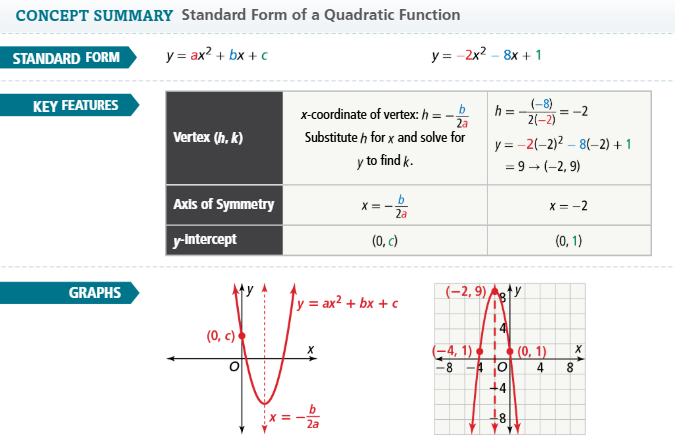 CONCEPT SUMMARY Standard Form of a Quadratic Function
STANDARD FORM
y = ax² + bx + c
y = −2x² − 8x + 1
KEY FEATURES
Vertex (h, k)
x-coordinate of vertex: h = −b/2a
Substitute h for x and solve for
y to find k.
h = −(−8)/2(−2) = −2
y = −2(−2)² − 8(−2) + 1
= 9 → (−2, 9)
Axis of Symmetry
x = −b/2a
x = −2
y-intercept
(0, c)
(0, 1)
GRAPHS
y
y = ax² + bx + c
(0, c)
x
O
x = −b/2a
(−2, 9)
8
y
4
(−4, 1)
(0, 1)
x
−8 −4 O 4 8
−4
−8